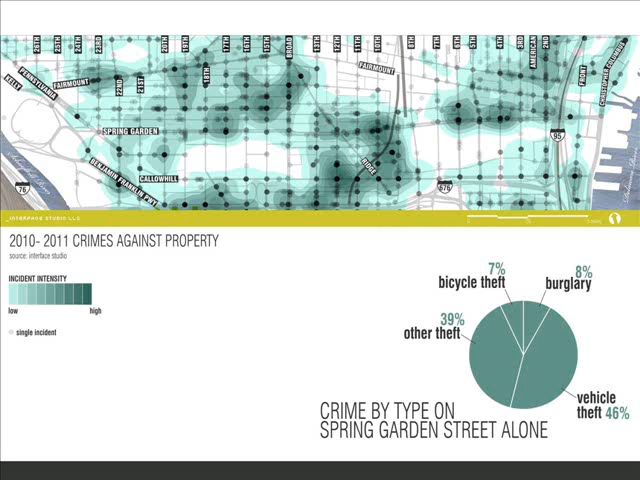 26TH
25TH
24TH
23RD
20TH
19TH
17TH
16TH
15TH
BROAD
13TH
12TH
11TH
10TH
8TH
7TH
6TH
5TH
4TH
3RD
AMERICAN
2ND
KELLY
PENNSYLVANIA
FAIRMOUNT
22ND
21ST
18TH
FAIRMOUNT
FRONT
CHRISTOPHER COLUMBUS
SPRING GARDEN
95
BENJAMIN FRANKLIN PWY
CALLOWHILL
RIDGE
76
676
_INTERFACE STUDIO LLC
2010- 2011 CRIMES AGAINST PROPERTY
source: interface studio
INCIDENT INTENSITY
low
high
single incident
7%
bicycle theft
8%
burglary
39%
other theft
vehicle
theft 46%
CRIME BY TYPE ON
SPRING GARDEN STREET ALONE